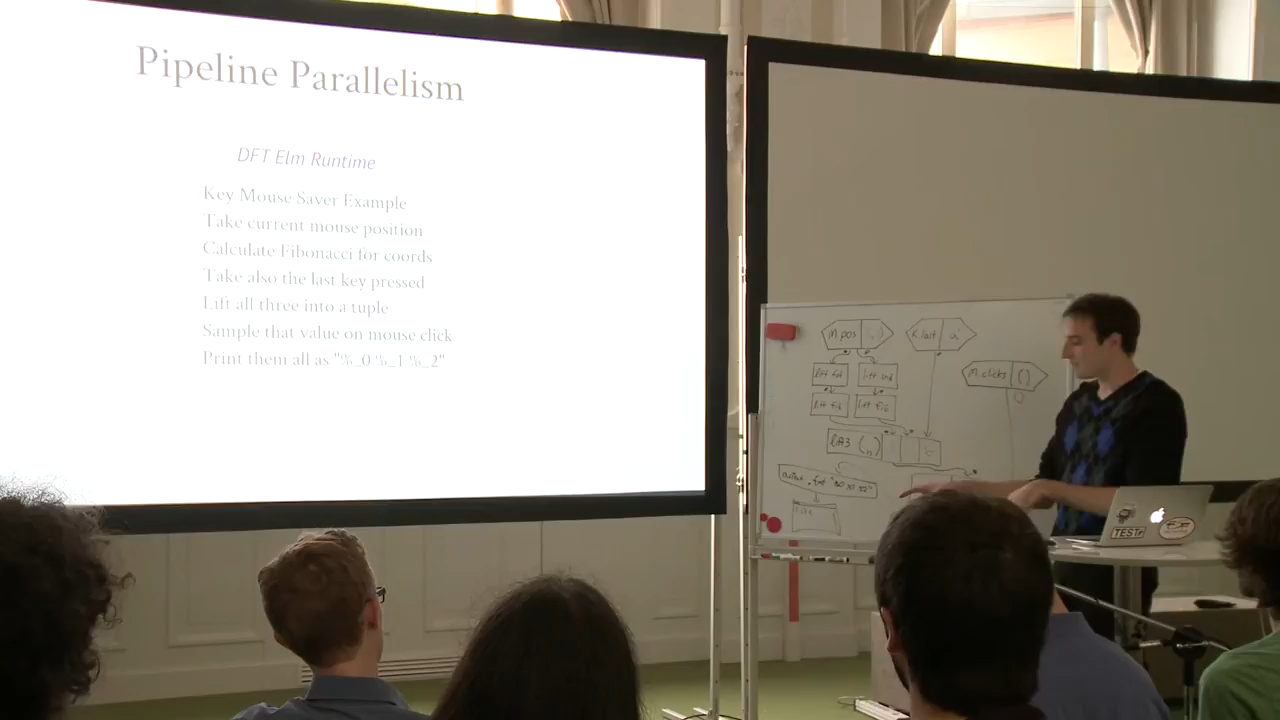 Pipeline Parallelism
DFT Elm Runtime
Key Mouse Saver Example
Take current mouse position
Calculate Fibonacci for coords
Take also the last key pressed
Lift all three into a tuple
Sample that value on mouse click
Print them all as "%_0 %_1 %_2"
m.pos
K.last 'a'
m.clicks ()
lift fst
lift snd
lift fib
lift fib
lift3 (,,)
TEST